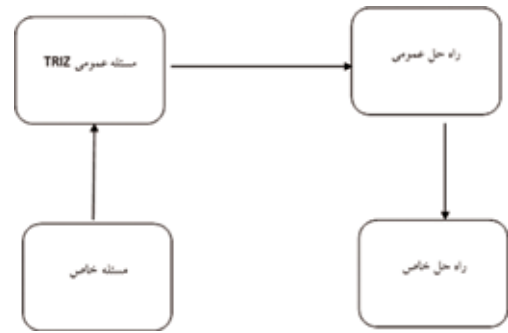 مسئله عمومی TRIZ
راه حل عمومی
مسئله خاص
راه حل خاص